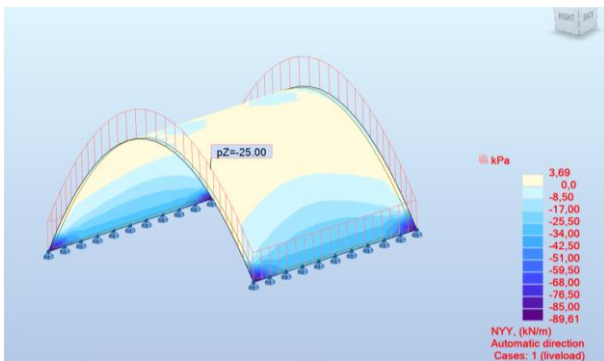 RIGHT
pZ=-25.00
kPa
3,69
0,0
-8,50
-17,00
-25,50
-34,00
-42,50
-51,00
-59,50
-68,00
-76,50
-85,00
-89,61
NYY, (kN/m)
Automatic direction
Cases: 1 (liveload)